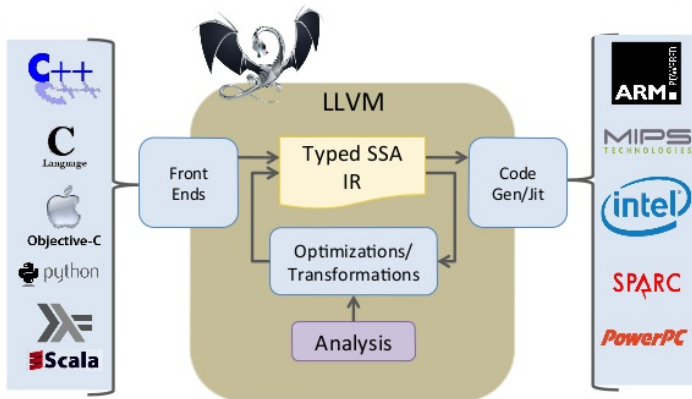 C++
C
Language
Objective-C
python
Scala
LLVM
Front
Ends
Typed SSA
IR
Optimizations/
Transformations
Analysis
Code
Gen/Jit
ARM
POWERED
MIPS
TECHNOLOGIES
intel
SPARC
PowerPC